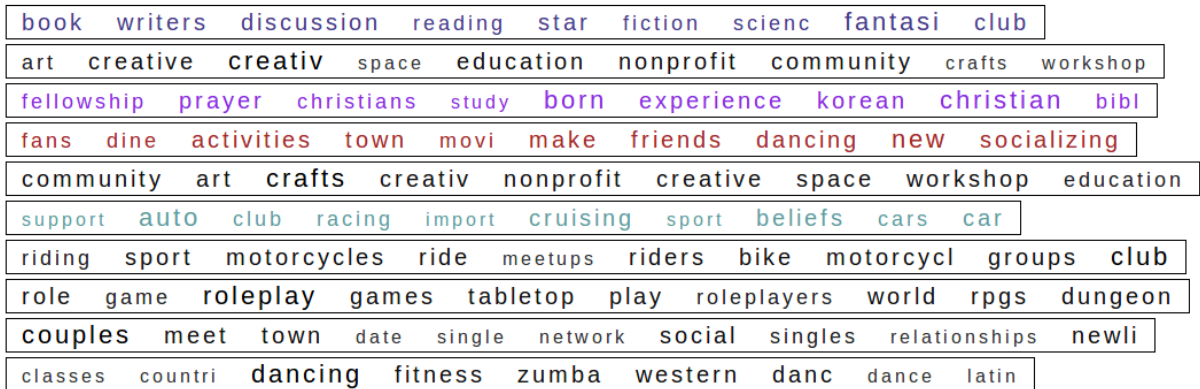 book writers discussion reading star fiction scienc fantasi club
art creative creativ space education nonprofit community crafts workshop
fellowship prayer christians study born experience korean christian bibl
fans dine activities town movi make friends dancing new socializing
community art crafts creativ nonprofit creative space workshop education
support auto club racing import cruising sport beliefs cars car
riding sport motorcycles ride meetups riders bike motorcycl groups club
role game roleplay games tabletop play roleplayers world rpgs dungeon
couples meet town date single network social singles relationships newli
classes countri dancing fitness zumba western danc dance latin